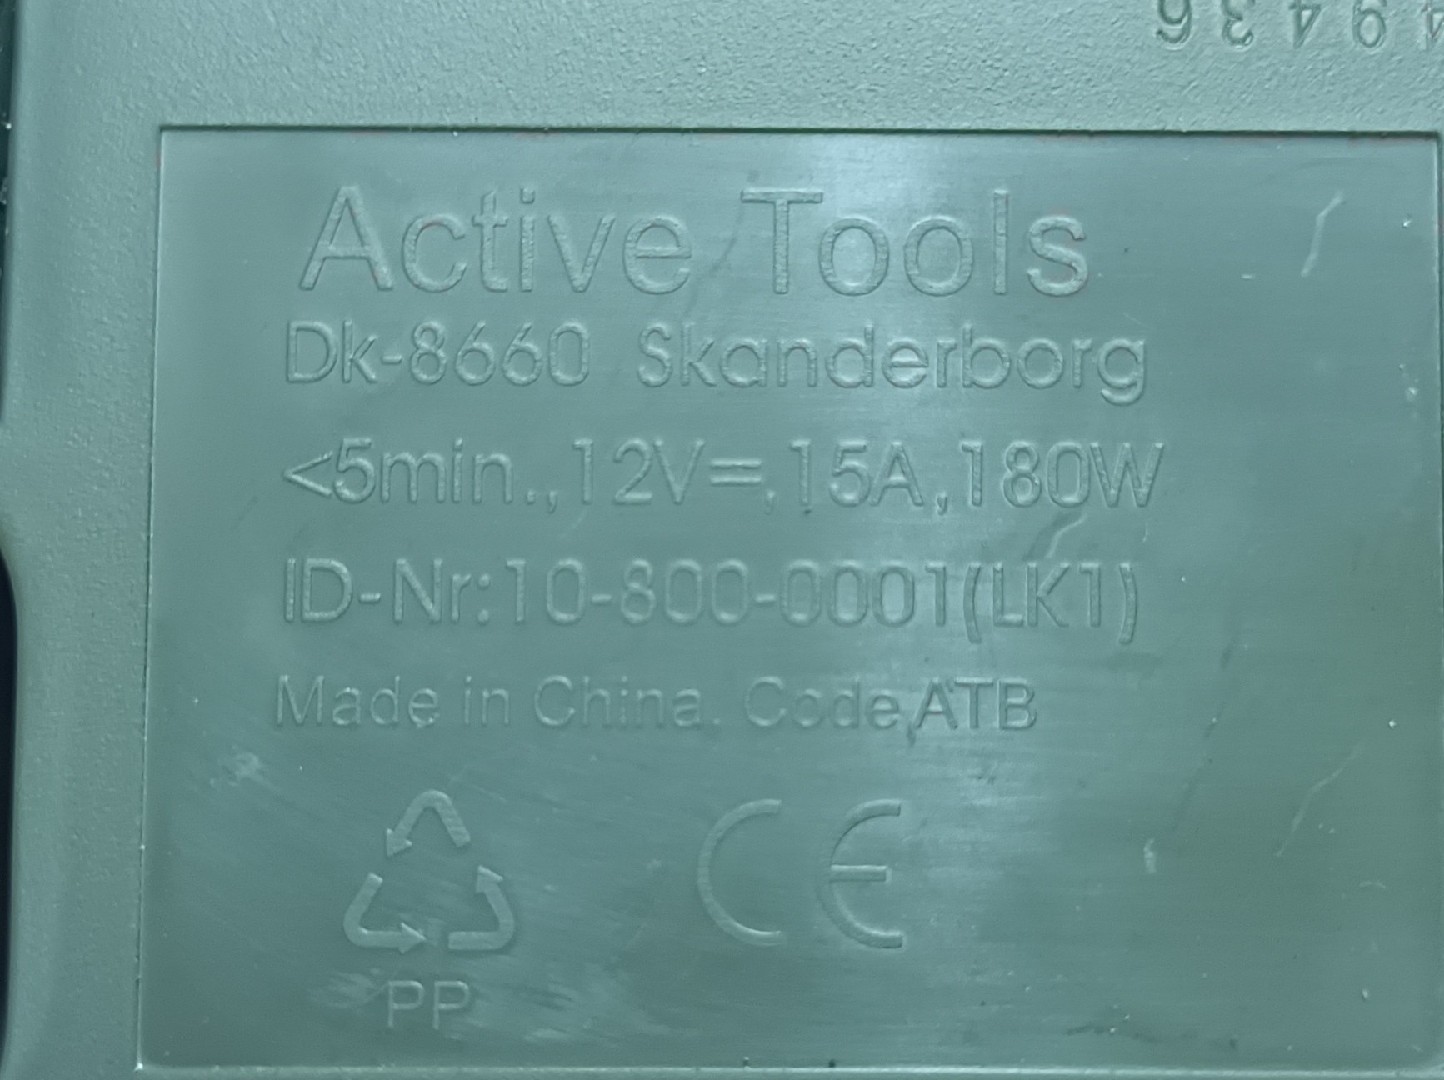 49436
Active Tools
Dk-8660 Skanderborg
<5min.,12V=,15A,180W
ID-Nr:10-800-0001(LK1)
Made in China. Code,ATB
CE
PP